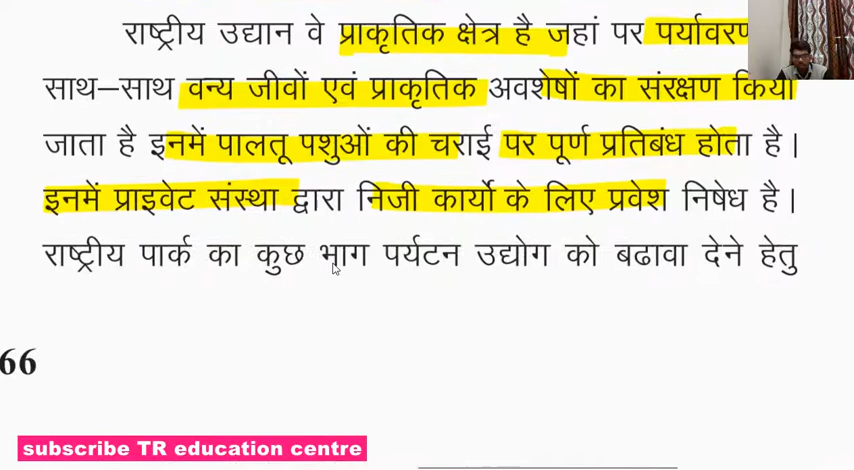 राष्ट्रीय उद्यान वे प्राकृतिक क्षेत्र है जहां पर पर्यावरण
साथ–साथ वन्य जीवों एवं प्राकृतिक अवशेषों का संरक्षण किया
जाता है इनमें पालतू पशुओं की चराई पर पूर्ण प्रतिबंध होता है।
इनमें प्राइवेट संस्था द्वारा निजी कार्यो के लिए प्रवेश निषेध है।
राष्ट्रीय पार्क का कुछ भाग पर्यटन उद्योग को बढावा देने हेतु
66
subscribe TR education centre